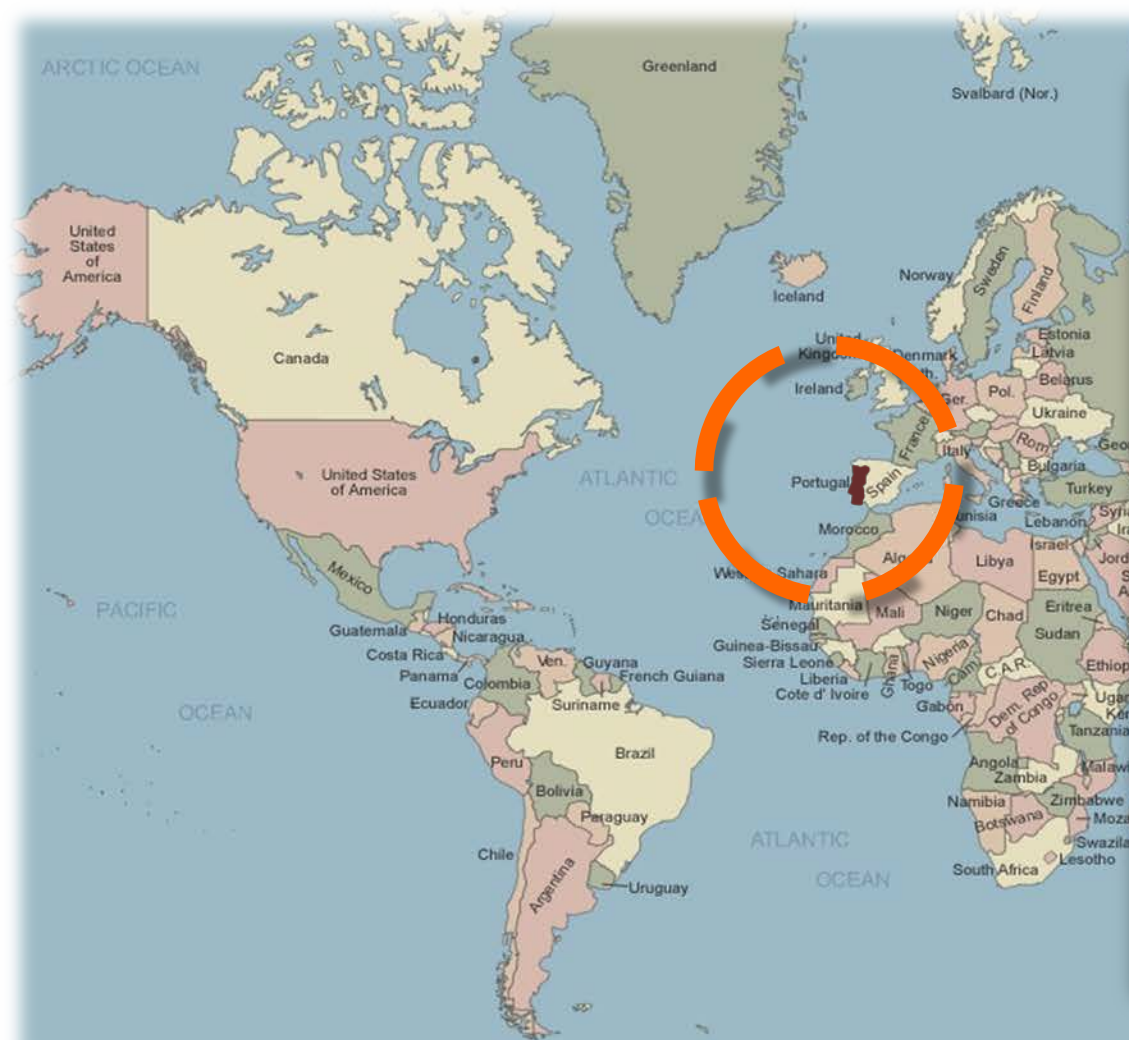 ARCTIC OCEAN
Greenland
Svalbard (Nor.)
United
States
of
America
Iceland
Norway
Sweden
Finland
Canada
United
Denmark
Estonia
Latvia
Ireland
Ger.
Pol.
Belarus
Ukraine
France
Italy
Rom
Bulgaria
United States
of America
ATLANTIC
Portugal
Spain
Greece
Turkey
Morocco
Lebanon
Israel
Libya
Egypt
Mexico
PACIFIC
Honduras
Guatemala
Nicaragua
Costa Rica
Panama
Ven.
Guyana
French Guiana
Colombia
Suriname
Ecuador
OCEAN
Mauritania
Mali
Niger
Chad
Eritrea
Senegal
Sudan
Guinea-Bissau
Sierra Leone
Liberia
Cote d' Ivoire
Ghana
Togo
Nigeria
Cam.
C.A.R.
Gabon
Dem. Rep
of Congo
Rep. of the Congo
Tanzania
Peru
Brazil
Bolivia
Angola
Zambia
Malawi
Paraguay
Namibia
Zimbabwe
Botswana
Chile
Argentina
Uruguay
ATLANTIC
OCEAN
South Africa
Lesotho